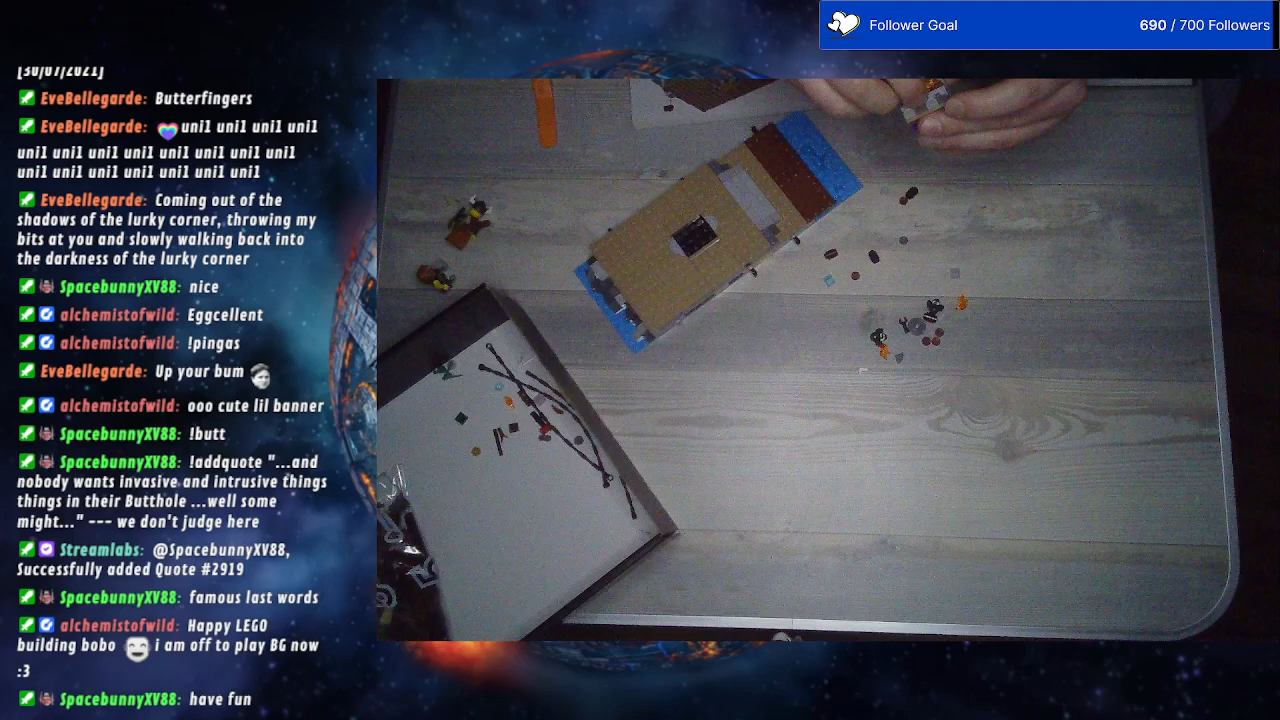 Follower Goal 690 / 700 Followers
[30/07/2021]
EveBellegarde: Butterfingers
EveBellegarde: uni1 uni1 uni1 uni1
uni1 uni1 uni1 uni1 uni1 uni1 uni1 uni1
uni1 uni1 uni1 uni1 uni1 uni1 uni1
EveBellegarde: Coming out of the
shadows of the lurky corner, throwing my
bits at you and slowly walking back into
the darkness of the lurky corner
SpacebunnyXV88: nice
alchemistofwild: Eggcellent
alchemistofwild: !pingas
EveBellegarde: Up your bum
alchemistofwild: ooo cute lil banner
SpacebunnyXV88: !butt
SpacebunnyXV88: !addquote "...and
nobody wants invasive and intrusive things
things in their Butthole ...well some
might..." --- we don't judge here
Streamlabs: @SpacebunnyXV88,
Successfully added Quote #2919
SpacebunnyXV88: famous last words
alchemistofwild: Happy LEGO
building bobo i am off to play BG now
:3
SpacebunnyXV88: have fun